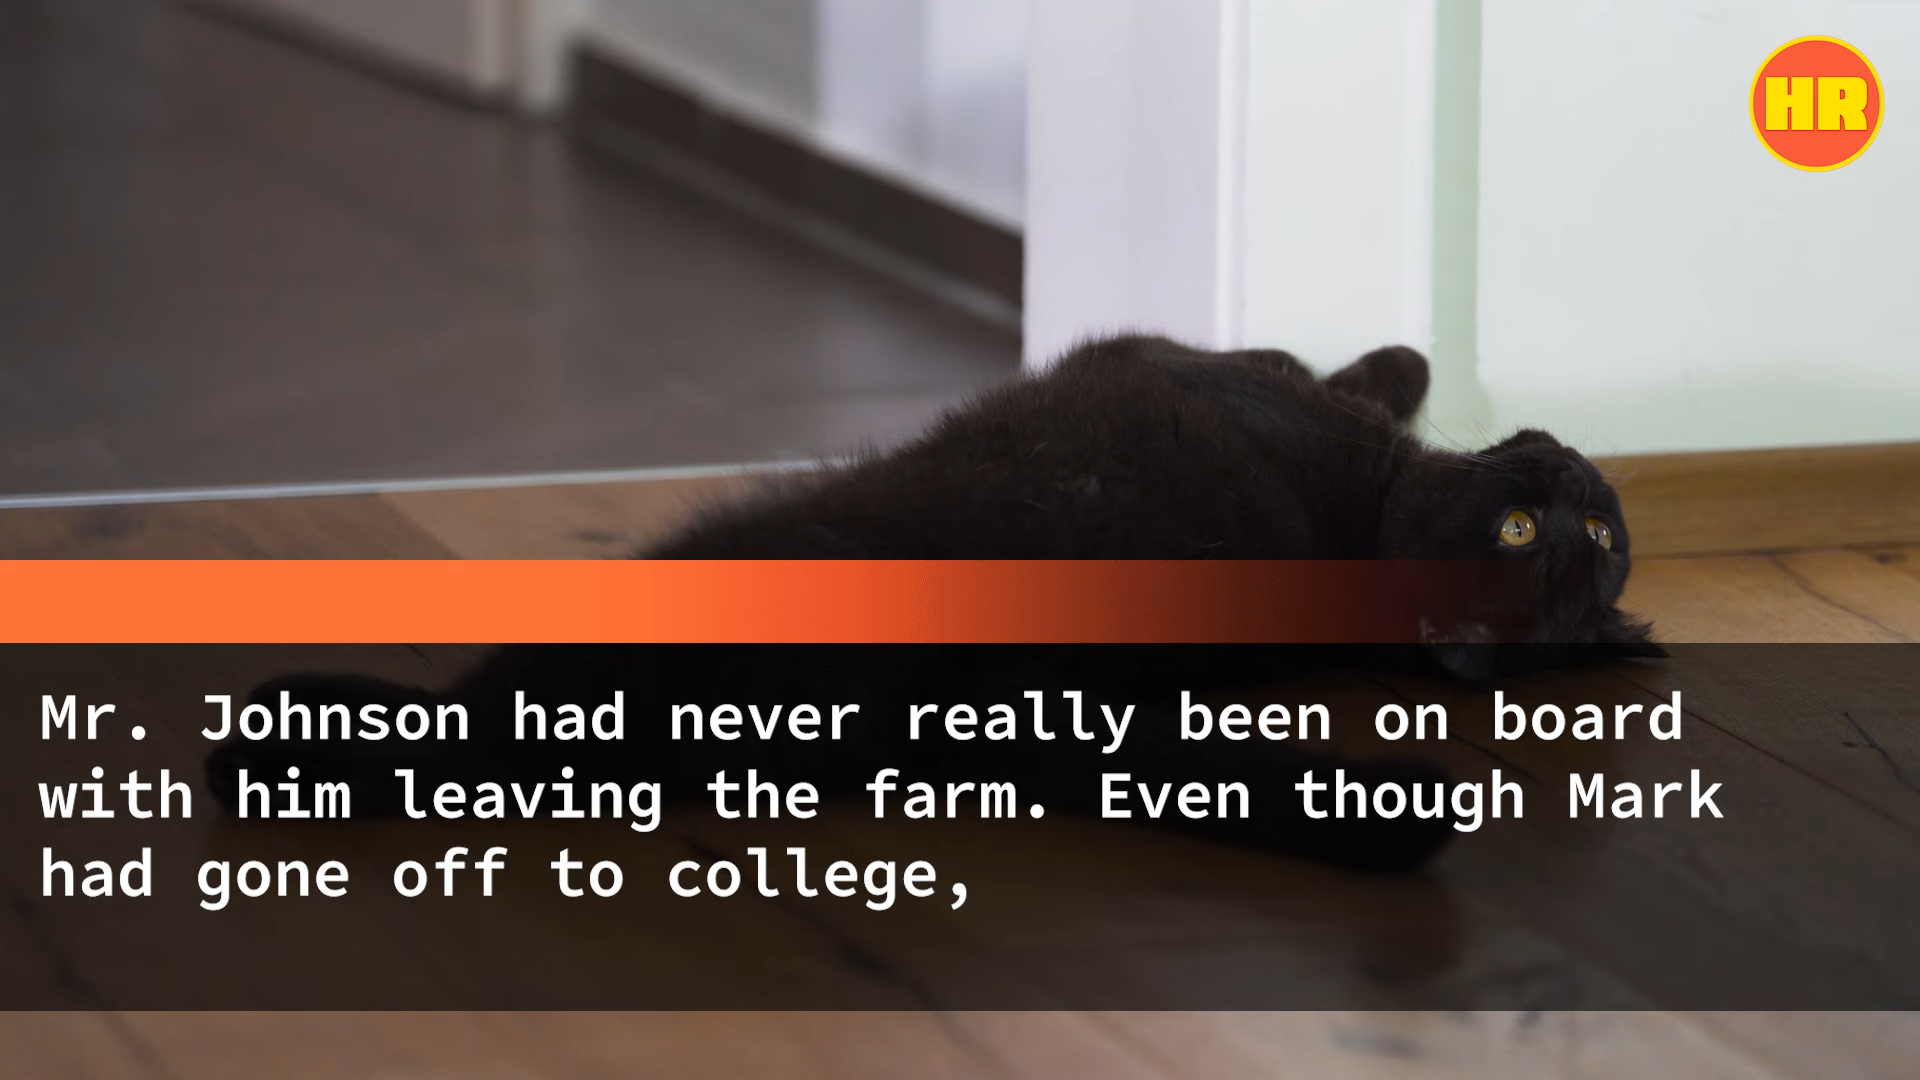 HR
Mr. Johnson had never really been on board
with him leaving the farm. Even though Mark
had gone off to college,